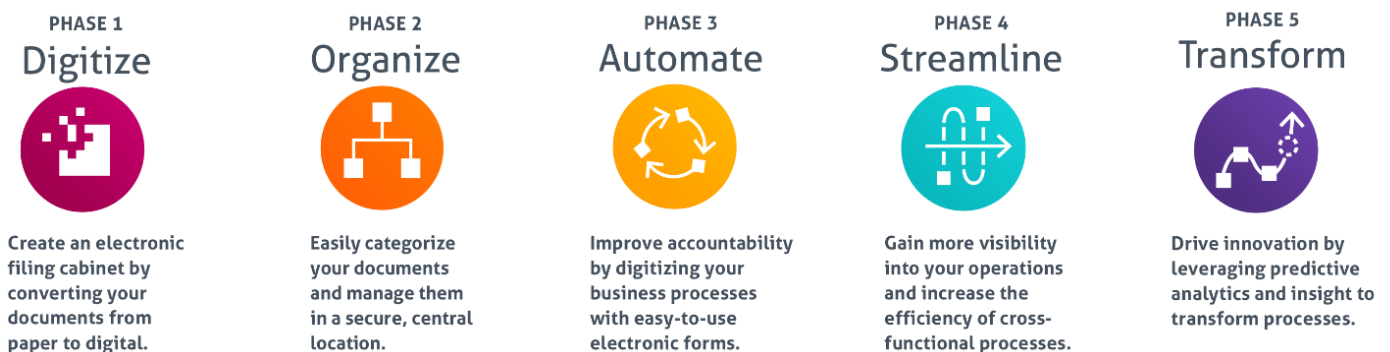 PHASE 1
Digitize
Create an electronic
filing cabinet by
converting your
documents from
paper to digital.
PHASE 2
Organize
Easily categorize
your documents
and manage them
in a secure, central
location.
PHASE 3
Automate
Improve accountability
by digitizing your
business processes
with easy-to-use
electronic forms.
PHASE 4
Streamline
Gain more visibility
into your operations
and increase the
efficiency of cross-
functional processes.
PHASE 5
Transform
Drive innovation by
leveraging predictive
analytics and insight to
transform processes.